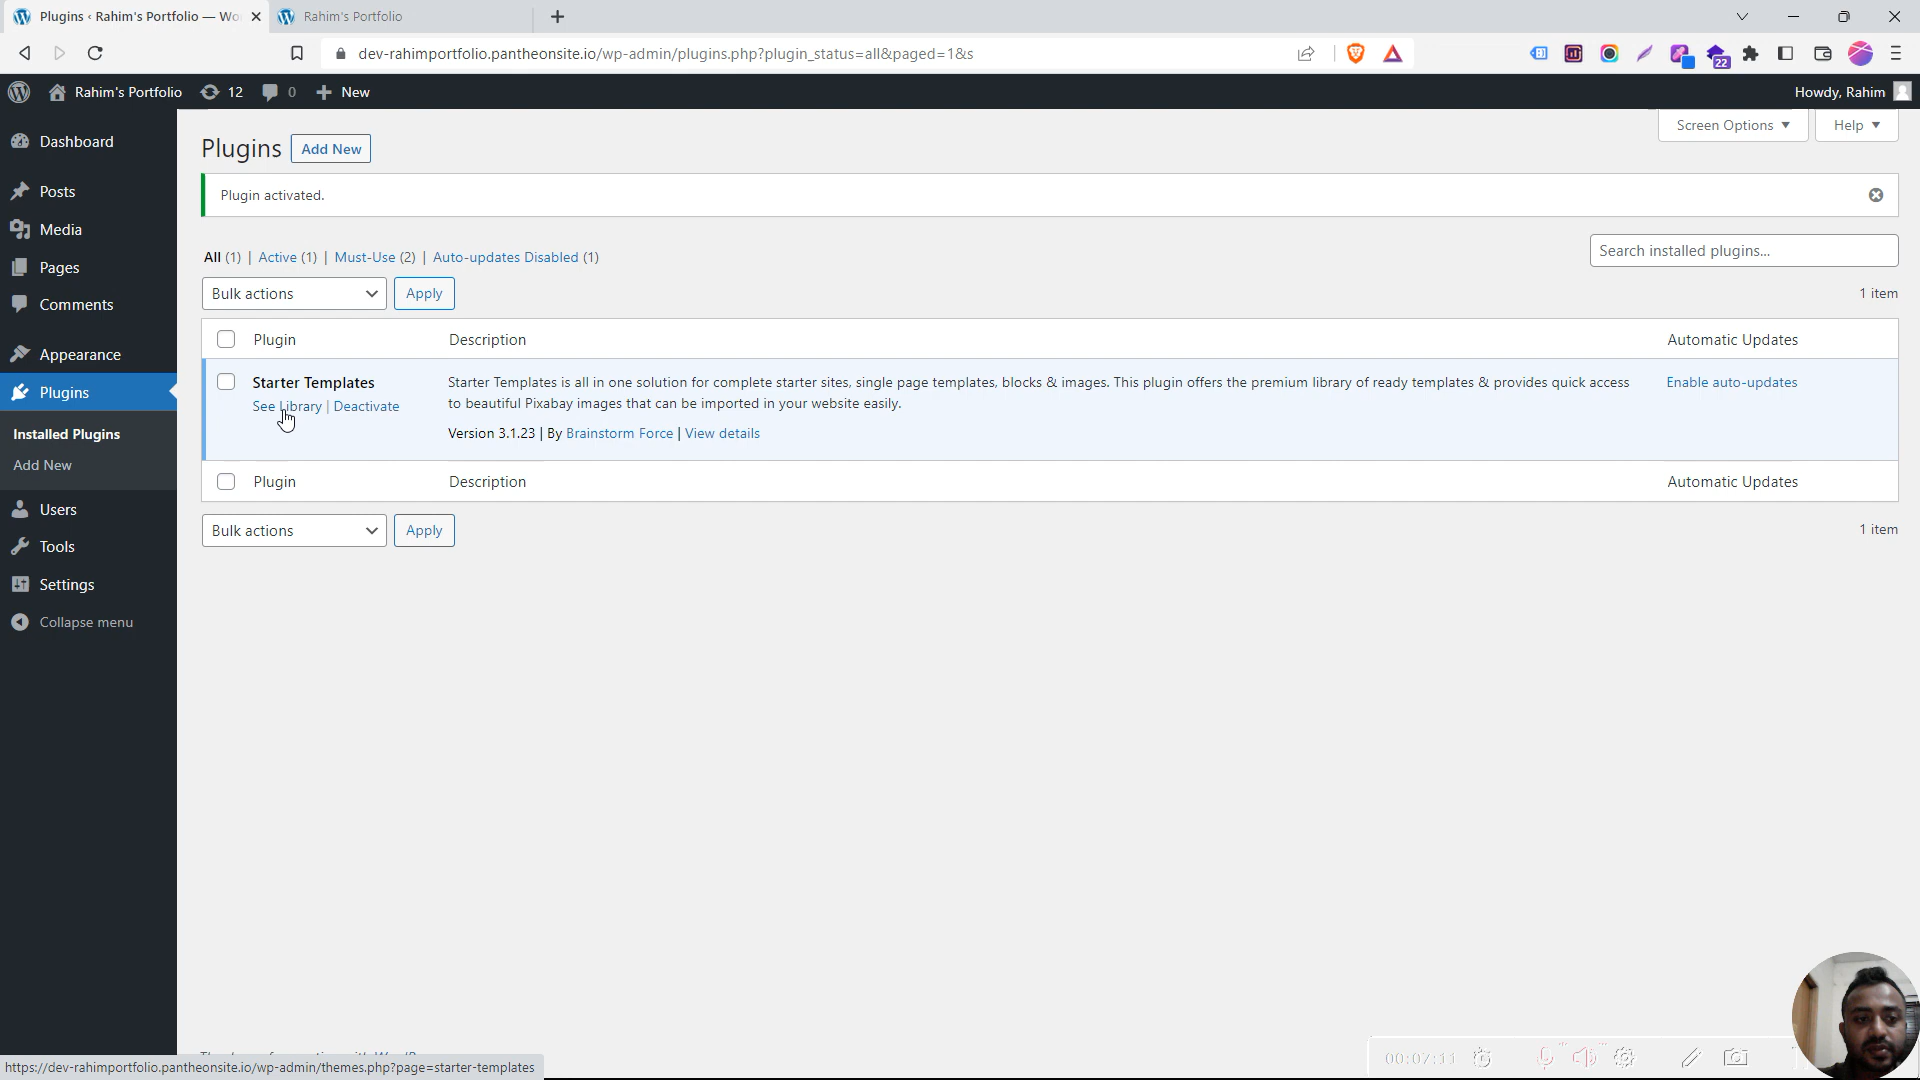 Plugins ‹ Rahim's Portfolio — Wo
Rahim's Portfolio
dev-rahimportfolio.pantheonsite.io/wp-admin/plugins.php?plugin_status=all&paged=1&s
22
Rahim's Portfolio
12
0
New
Howdy, Rahim
Dashboard
Posts
Media
Pages
Comments
Appearance
Plugins
Installed Plugins
Add New
Users
Tools
Settings
Collapse menu
Screen Options
Help
Plugins
Add New
Plugin activated.
All (1) | Active (1) | Must-Use (2) | Auto-updates Disabled (1)
Search installed plugins...
Bulk actions
Apply
1 item
Plugin
Description
Automatic Updates
Starter Templates
See Library | Deactivate
Starter Templates is all in one solution for complete starter sites, single page templates, blocks & images. This plugin offers the premium library of ready templates & provides quick access
to beautiful Pixabay images that can be imported in your website easily.
Version 3.1.23 | By Brainstorm Force | View details
Enable auto-updates
Plugin
Description
Automatic Updates
Bulk actions
Apply
1 item
https://dev-rahimportfolio.pantheonsite.io/wp-admin/themes.php?page=starter-templates
00:02:11